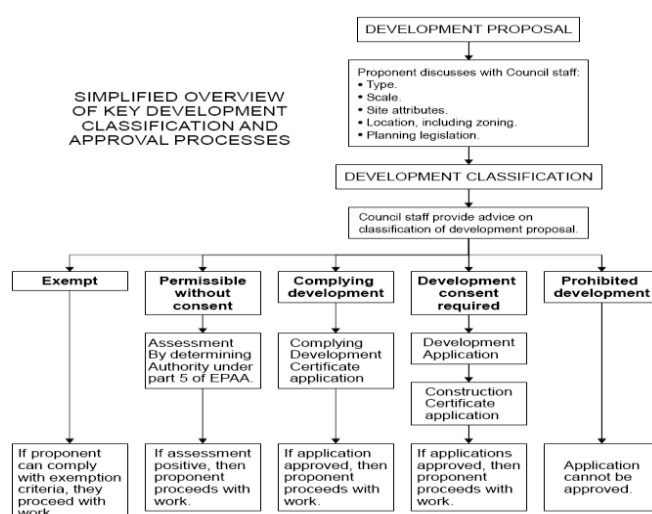 DEVELOPMENT PROPOSAL
SIMPLIFIED OVERVIEW
OF KEY DEVELOPMENT
CLASSIFICATION AND
APPROVAL PROCESSES
Proponent discusses with Council staff:
• Type.
• Scale.
• Site attributes.
• Location, including zoning.
• Planning legislation.
DEVELOPMENT CLASSIFICATION
Council staff provide advice on
classification of development proposal.
Exempt
Permissible
without
consent
Complying
development
Development
consent
required
Prohibited
development
Assessment
By determining
Authority under
part 5 of EPAA.
Complying
Development
Certificate
application
Development
Application
Construction
Certificate
application
If proponent
can comply
with exemption
criteria, they
proceed with
work.
If assessment
positive, then
proponent
proceeds with
work.
If application
approved, then
proponent
proceeds with
work.
If applications
approved, then
proponent
proceeds with
work.
Application
cannot be
approved.